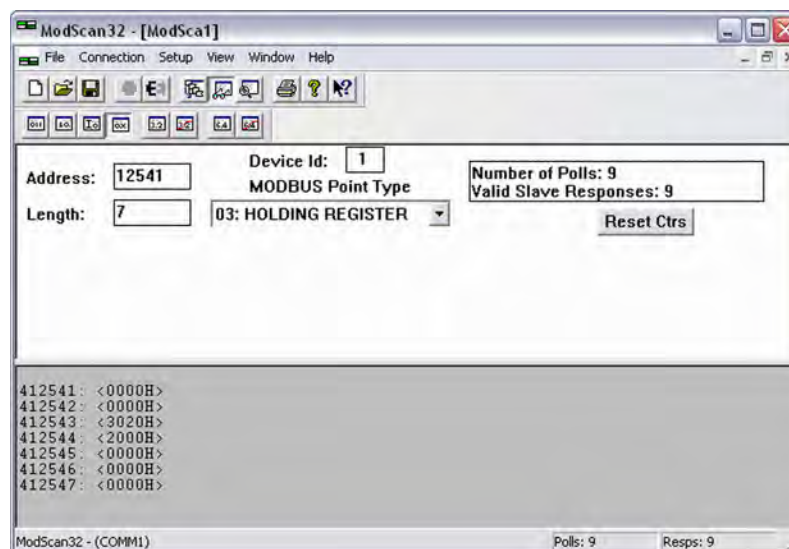 ModScan32 - [ModSca1]
File Connection Setup View Window Help
Address: 12541
Device Id: 1
MODBUS Point Type
Length: 7
03: HOLDING REGISTER
Number of Polls: 9
Valid Slave Responses: 9
Reset Ctrs
412541: <0000H>
412542: <0000H>
412543: <3020H>
412544: <2000H>
412545: <0000H>
412546: <0000H>
412547: <0000H>
ModScan32 - (COMM1)
Polls: 9
Resps: 9